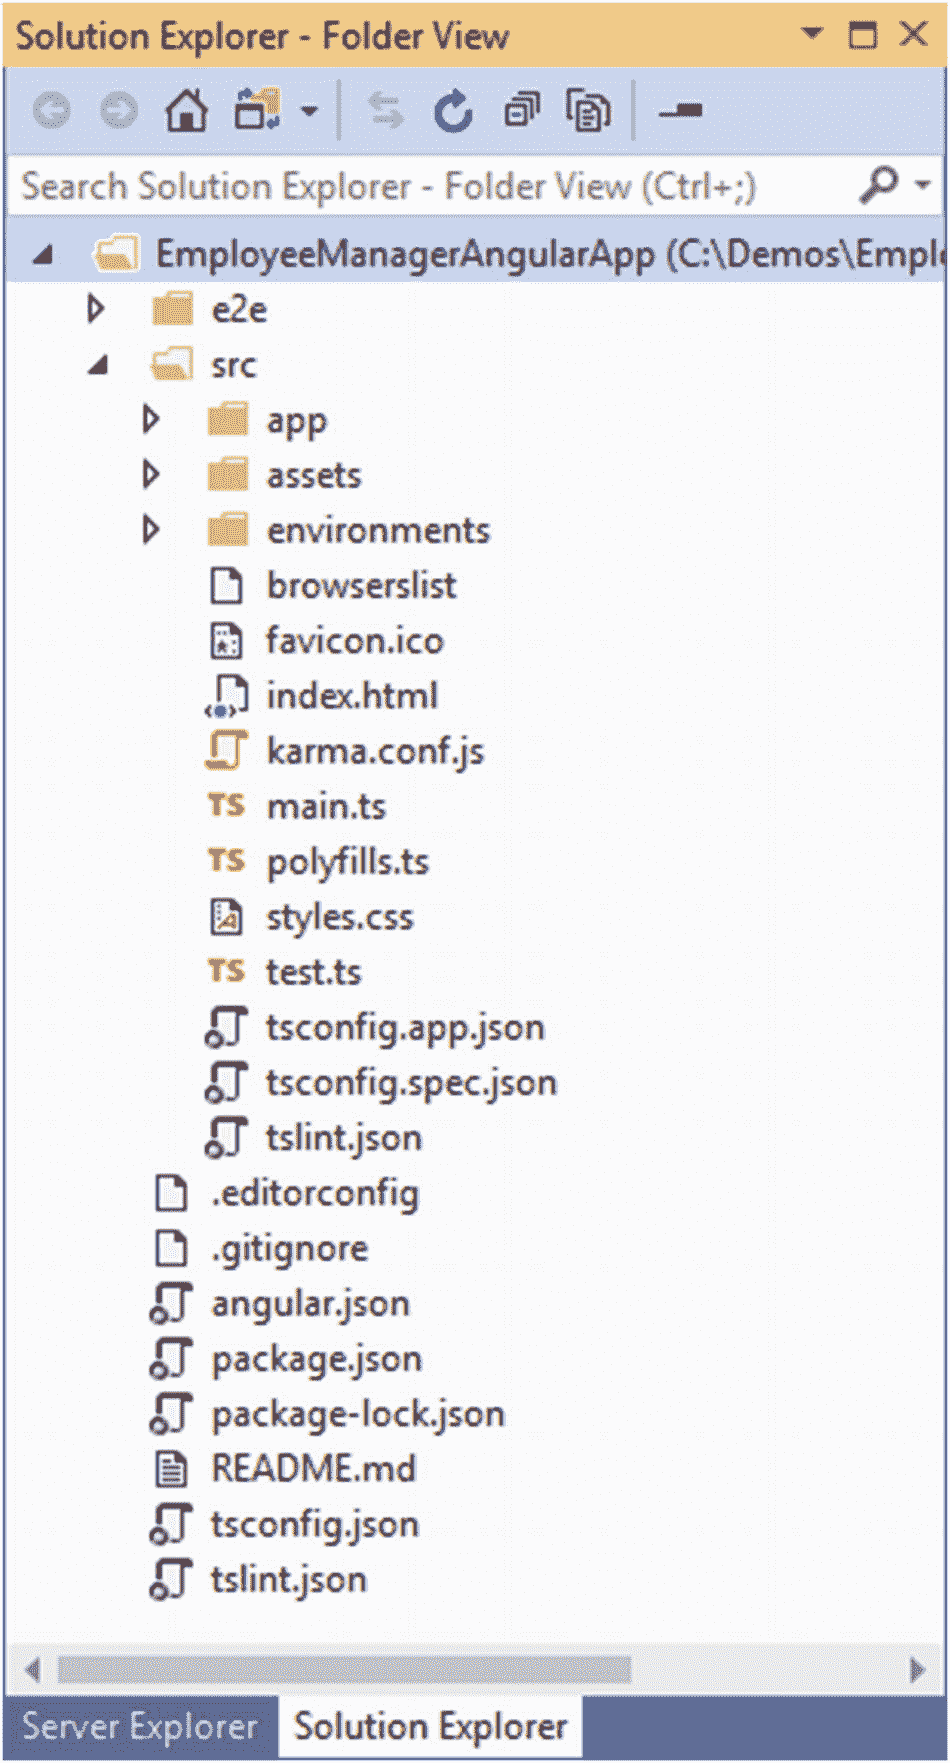 Solution Explorer - Folder View
Search Solution Explorer - Folder View (Ctrl+;)
EmployeeManagerAngularApp (C:\Demos\Emplo
e2e
src
app
assets
environments
browserslist
favicon.ico
index.html
karma.conf.js
TS main.ts
TS polyfills.ts
styles.css
TS test.ts
tsconfig.app.json
tsconfig.spec.json
tslint.json
.editorconfig
.gitignore
angular.json
package.json
package-lock.json
README.md
tsconfig.json
tslint.json
Server Explorer Solution Explorer